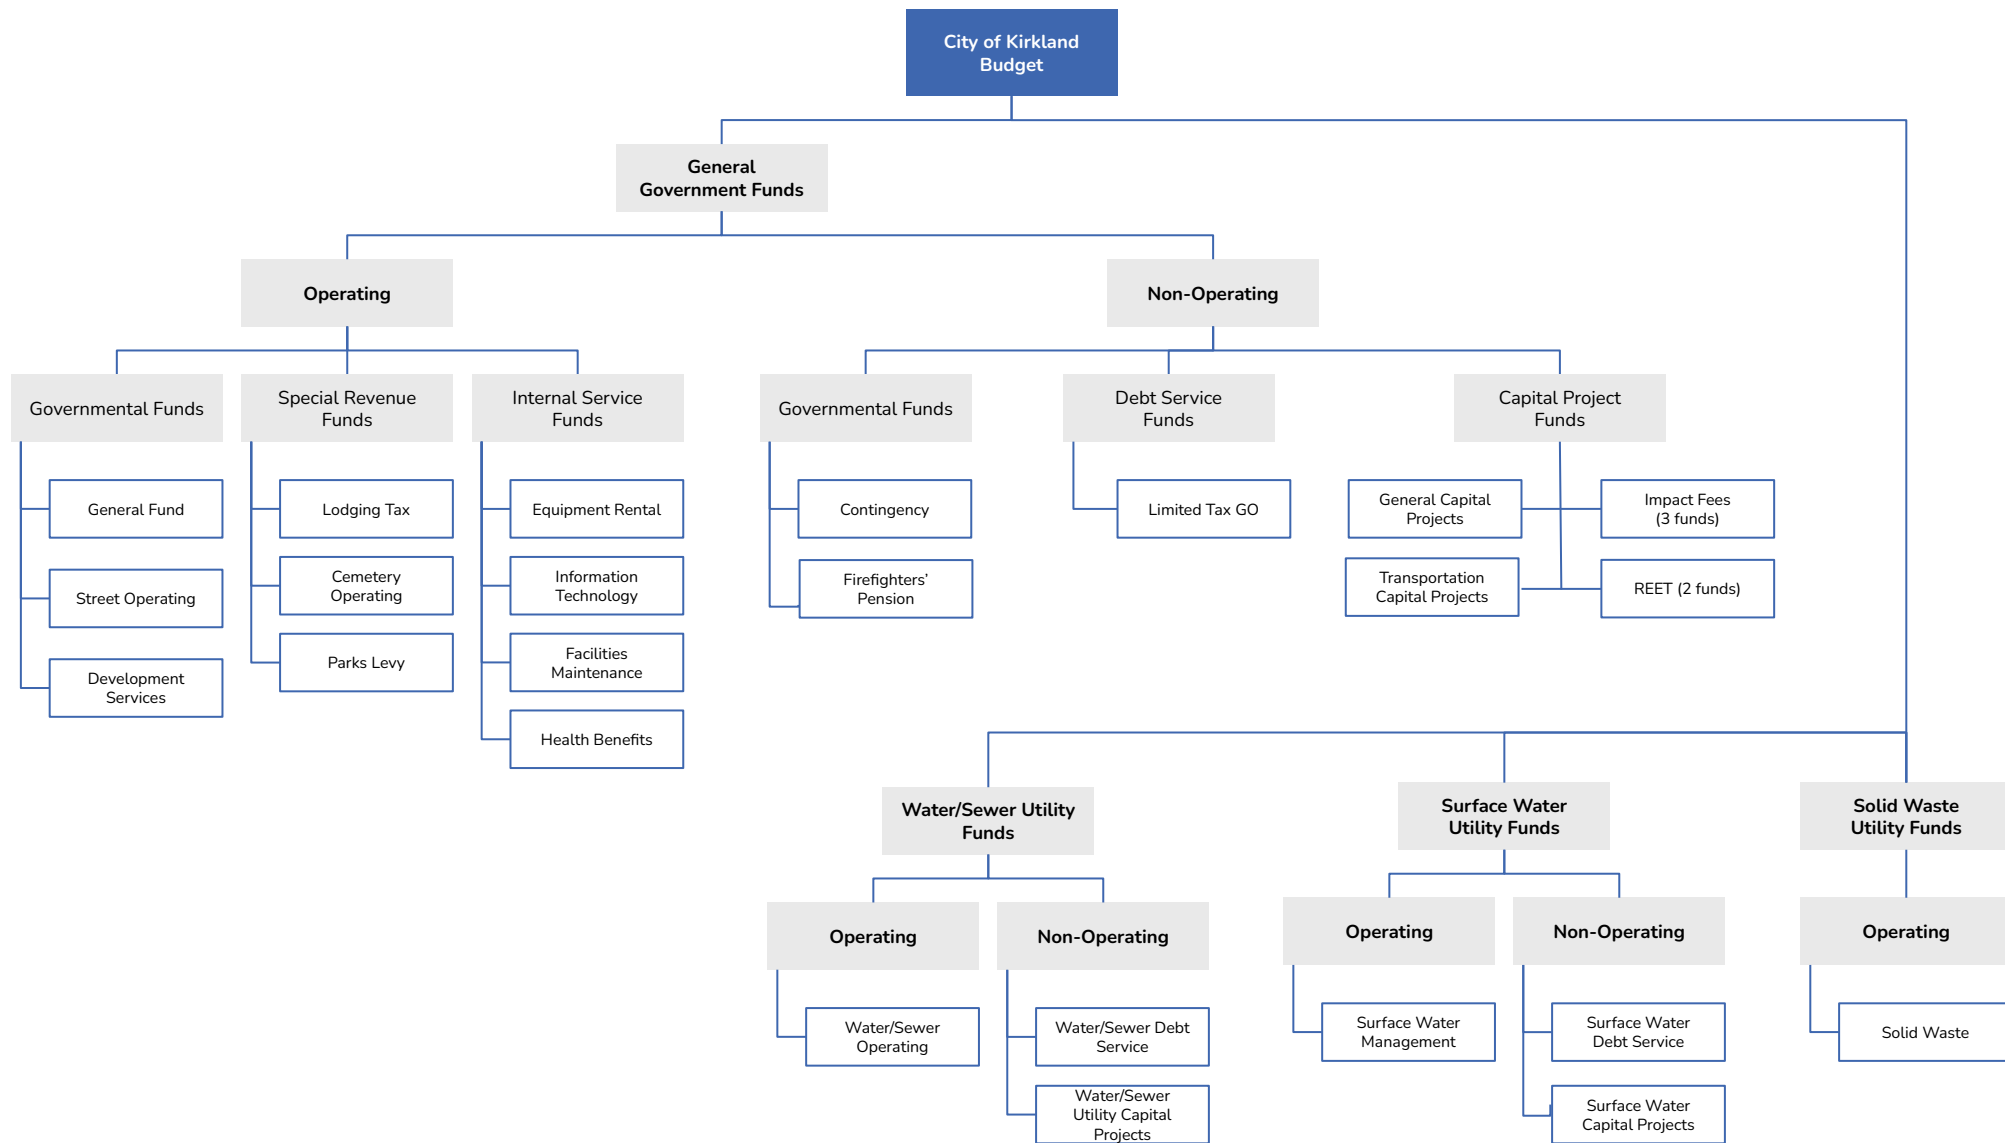 City of Kirkland
Budget
General
Government Funds
Operating
Non-Operating
Governmental Funds
Special Revenue
Funds
Internal Service
Funds
Governmental Funds
Debt Service
Funds
Capital Project
Funds
General Fund
Lodging Tax
Equipment Rental
Contingency
Limited Tax GO
General Capital
Projects
Impact Fees
(3 funds)
Street Operating
Cemetery
Operating
Information
Technology
Firefighters’
Pension
Transportation
Capital Projects
REET (2 funds)
Development
Services
Parks Levy
Facilities
Maintenance
Health Benefits
Water/Sewer Utility
Funds
Surface Water
Utility Funds
Solid Waste
Utility Funds
Operating
Non-Operating
Operating
Non-Operating
Operating
Water/Sewer
Operating
Water/Sewer Debt
Service
Surface Water
Management
Surface Water
Debt Service
Solid Waste
Water/Sewer
Utility Capital
Projects
Surface Water
Capital Projects